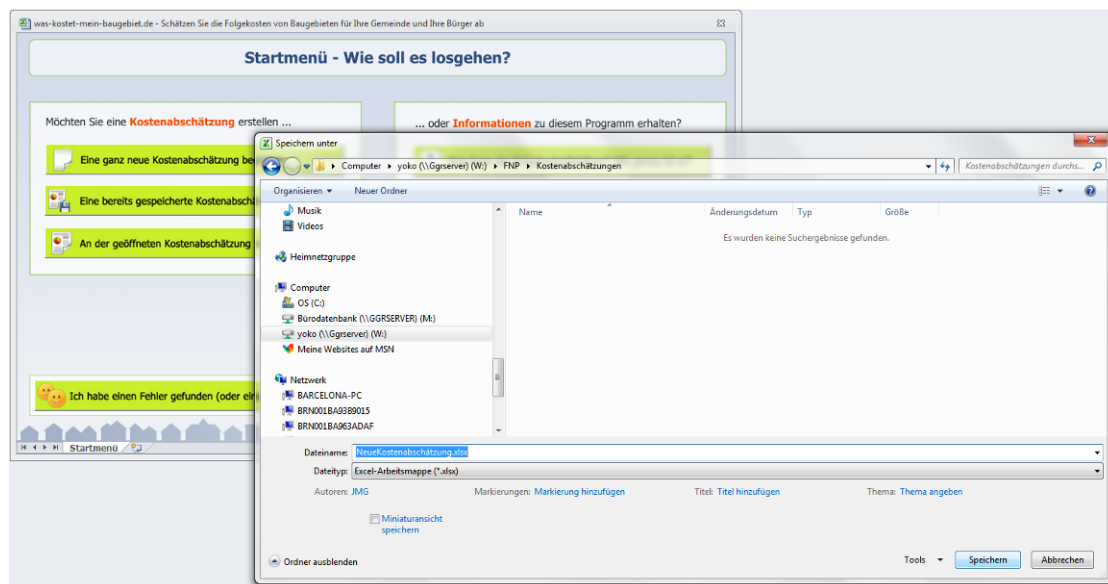 was-kostet-mein-baugebiet.de - Schätzen Sie die Folgekosten von Baugebieten für Ihre Gemeinde und Ihre Bürger ab
Startmenü - Wie soll es losgehen?
Möchten Sie eine Kostenabschätzung erstellen ...
... oder Informationen zu diesem Programm erhalten?
Eine ganz neue Kostenabschätzung
Eine bereits gespeicherte
An der geöffneten Kostenabschätzung
Ich habe einen Fehler gefunden (oder
Startmenü
Speichern unter
Computer
yoko (\\Ggrserver) (W:)
FNP
Kostenabschätzungen
Kostenabschätzungen durchs...
Organisieren
Neuer Ordner
Musik
Videos
Heimnetzgruppe
Computer
OS (C:)
Bürodatenbank (\\GGRSERVER) (M:)
yoko (\\Ggrserver) (W:)
Meine Websites auf MSN
Netzwerk
BARCELONA-PC
BRN001BA93B9015
BRN001BA963ADAF
Name
Änderungsdatum
Typ
Größe
Es wurden keine Suchergebnisse gefunden.
Dateiname: NeueKostenabschätzung.xlsx
Dateityp: Excel-Arbeitsmappe (*.xlsx)
Autoren: JMG
Markierungen: Markierung hinzufügen
Titel: Titel hinzufügen
Thema: Thema angeben
Miniaturansicht
speichern
Ordner ausblenden
Tools
Speichern
Abbrechen